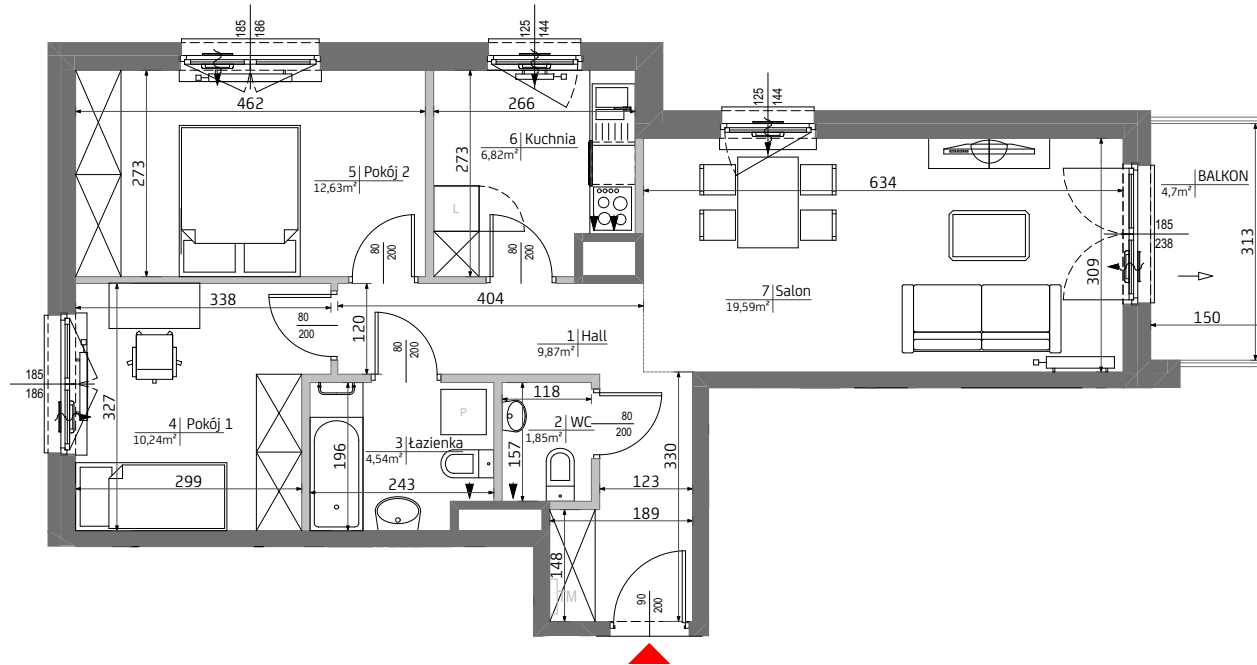 185
186
125
144
125
144
462
266
6 Kuchnia
6,82m²
273
5 Pokój 2
12,63m²
273
634
4 BALKON
4,7m²
L
185
238
309
313
80
200
80
200
338
404
7 Salon
19,59m²
80
200
120
1 Hall
9,87m²
150
80
200
185
186
327
4 Pokój 1
10,24m²
118
P
2 WC
1,85m²
80
200
3 Łazienka
4,54m²
196
157
330
299
243
123
189
148
TM
90
200